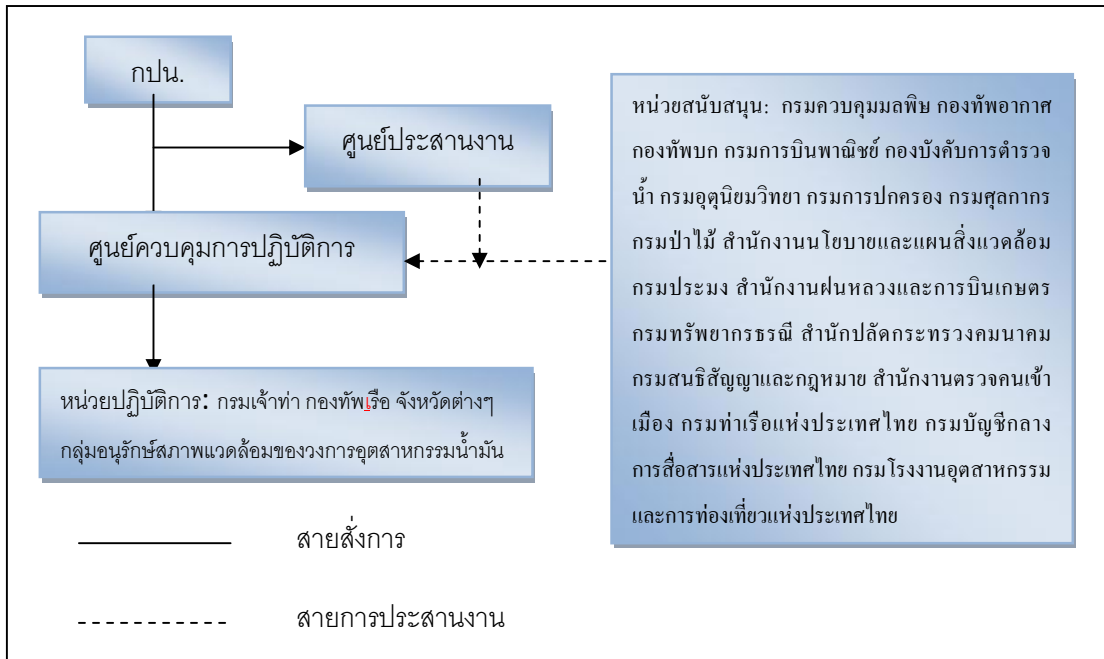 กปน.
ศูนย์ประสานงาน
ศูนย์ควบคุมการปฏิบัติการ
หน่วยปฏิบัติการ: กรมเจ้าท่า กองทัพเรือ จังหวัดต่างๆ
กลุ่มอนุรักษ์สภาพแวดล้อมของวงการอุตสาหกรรมน้ำมัน
หน่วยสนับสนุน: กรมควบคุมมลพิษ กองทัพอากาศ
กองทัพบก กรมการบินพาณิชย์ กองบังคับการตำรวจ
น้ำ กรมอุตุนิยมวิทยา กรมการปกครอง กรมศุลกากร
กรมป่าไม้ สำนักงานนโยบายและแผนสิ่งแวดล้อม
กรมประมง สำนักงานฝนหลวงและการบินเกษตร
กรมทรัพยากรธรณี สำนักปลัดกระทรวงคมนาคม
กรมสนธิสัญญาและกฎหมาย สำนักงานตรวจคนเข้า
เมือง กรมท่าเรือแห่งประเทศไทย กรมบัญชีกลาง
การสื่อสารแห่งประเทศไทย กรมโรงงานอุตสาหกรรม
และการท่องเที่ยวแห่งประเทศไทย
สายสั่งการ
สายการประสานงาน